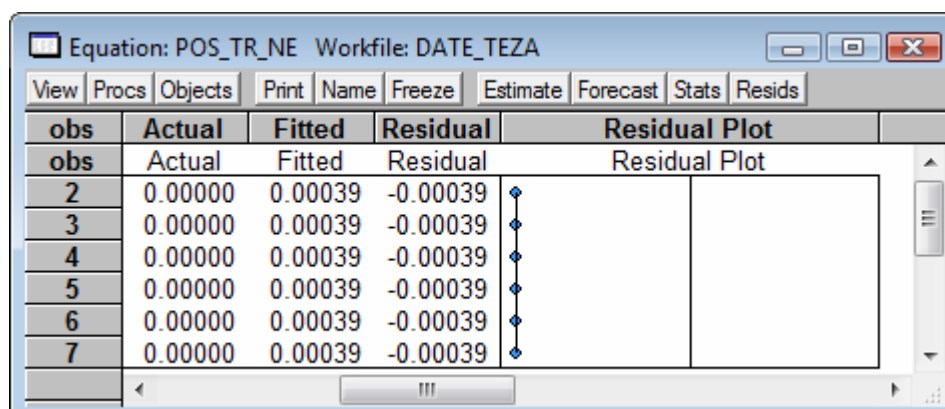 Equation: POS_TR_NE Workfile: DATE_TEZA
View Procs Objects Print Name Freeze Estimate Forecast Stats Resids
obs Actual Fitted Residual Residual Plot
obs Actual Fitted Residual Residual Plot
2 0.00000 0.00039 -0.00039
3 0.00000 0.00039 -0.00039
4 0.00000 0.00039 -0.00039
5 0.00000 0.00039 -0.00039
6 0.00000 0.00039 -0.00039
7 0.00000 0.00039 -0.00039